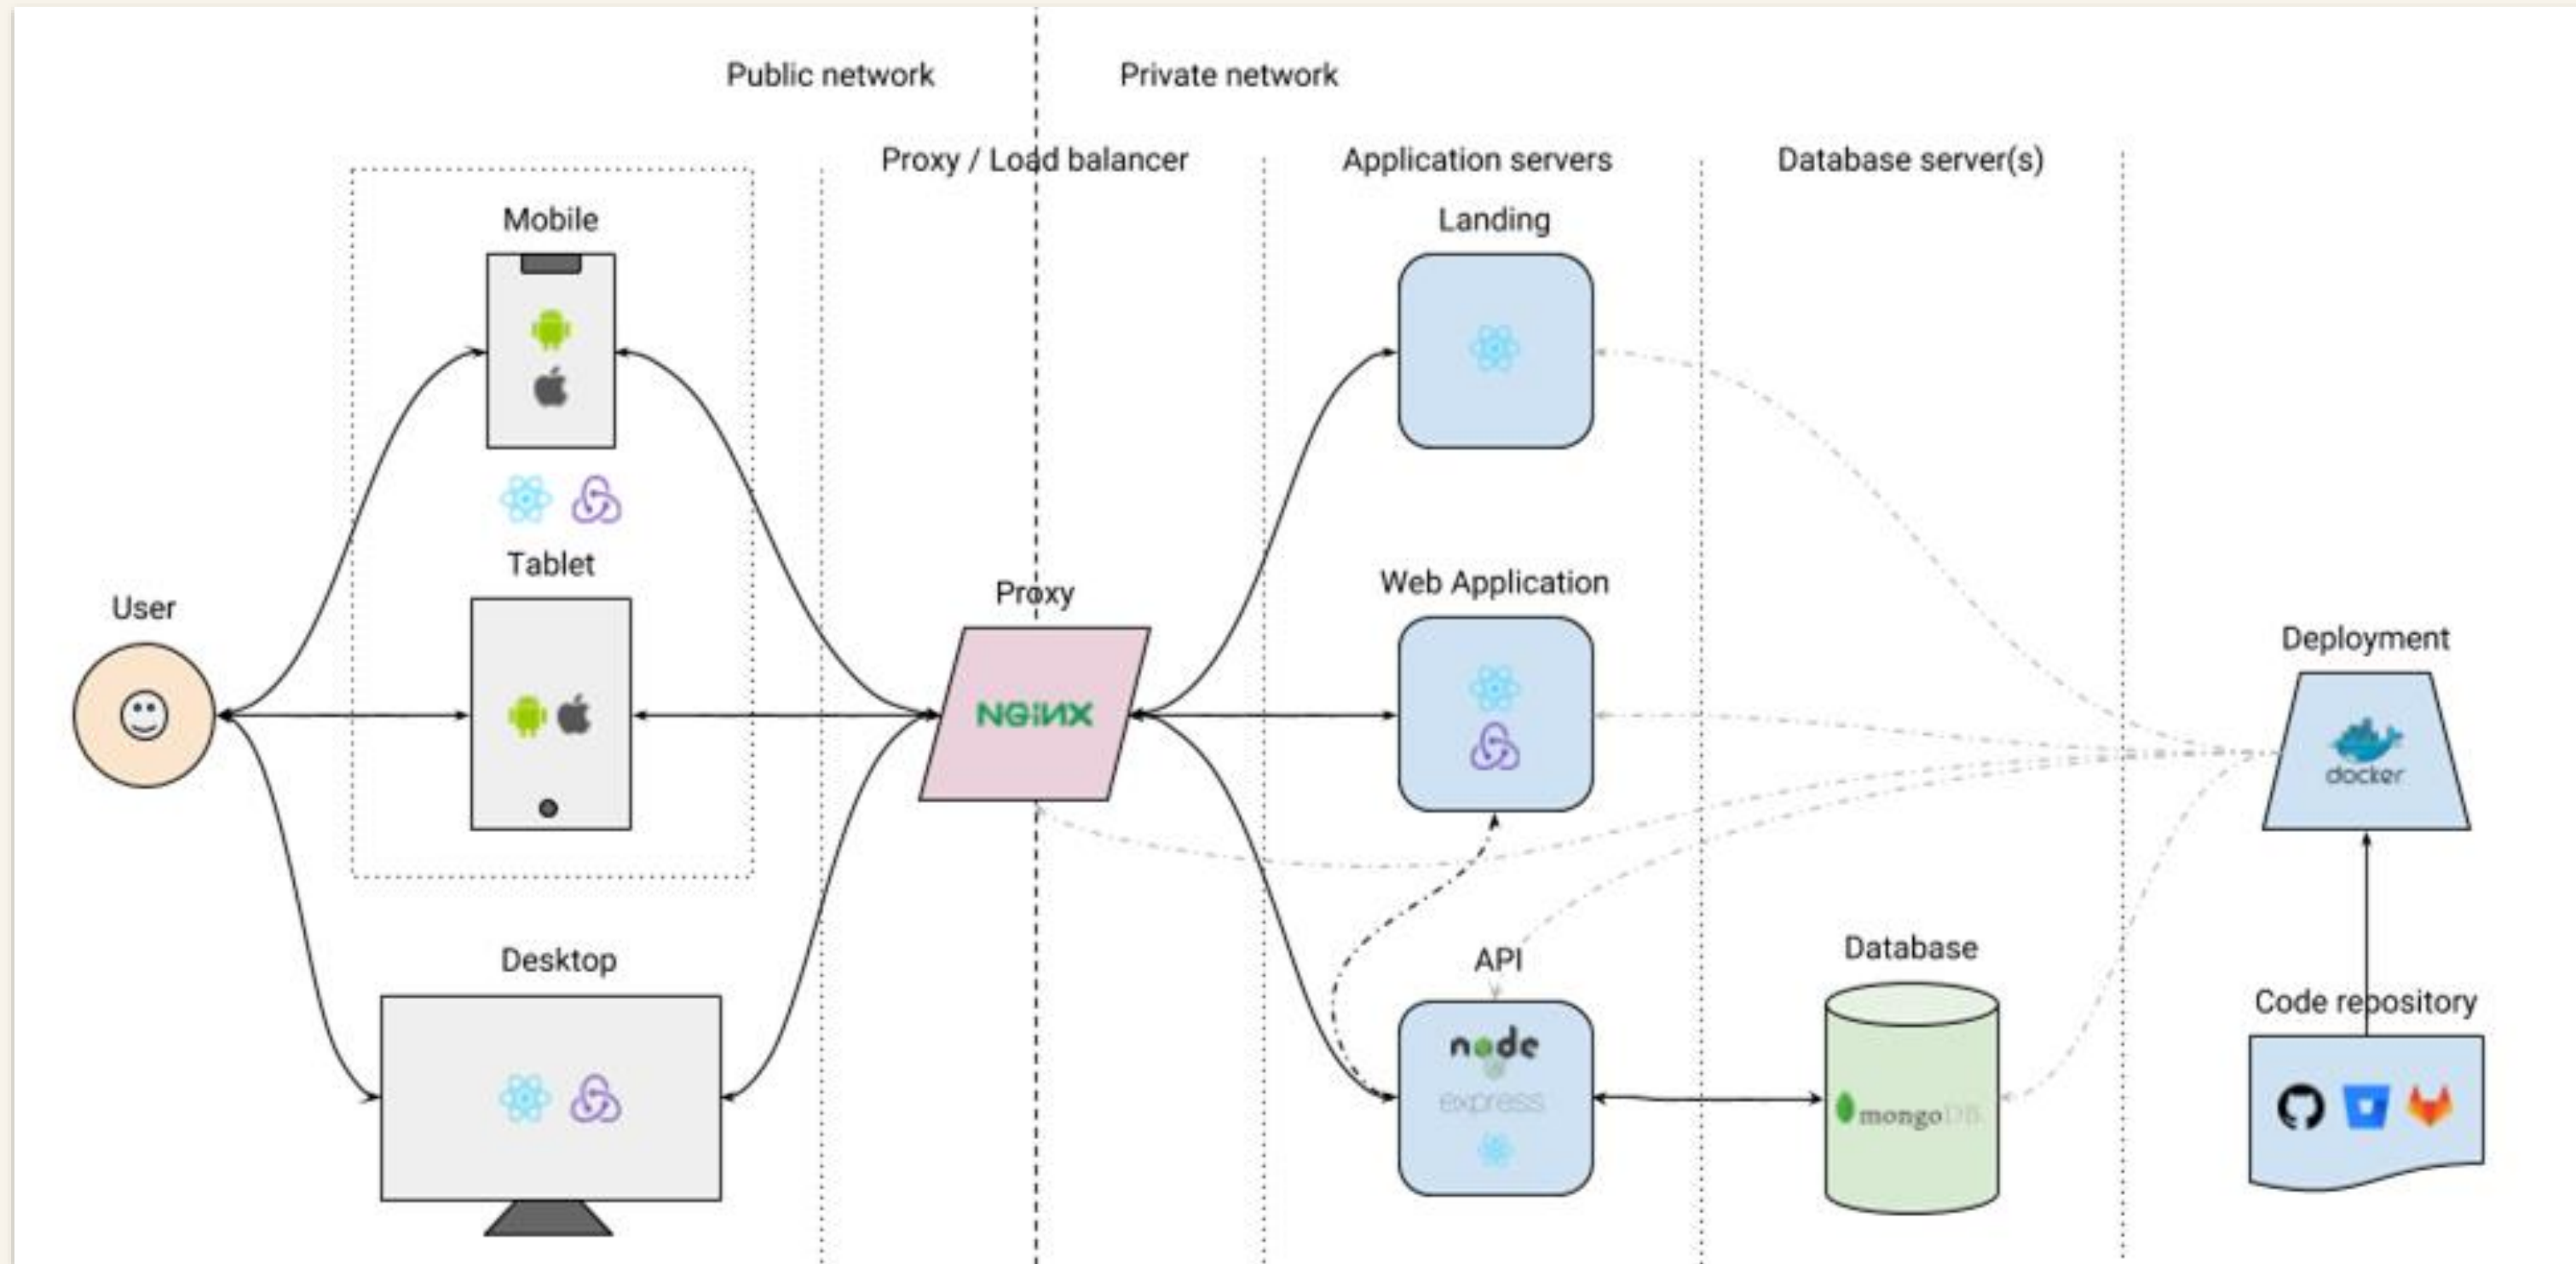 Public network
Private network
Proxy / Load balancer
Application servers
Database server(s)
Mobile
Landing
Tablet
Web Application
User
Proxy
Deployment
NGiNX
docker
Desktop
API
Database
Code repository
node
express
mongoDB